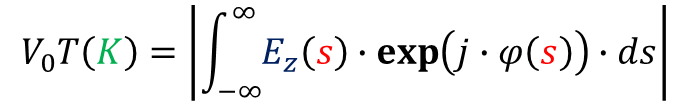 V₀T(K) = |∫_{-∞}^{∞} E_z(s) · exp(j · φ(s)) · ds|